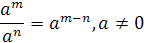 a^m/a^n = a^{m−n}, a ≠ 0